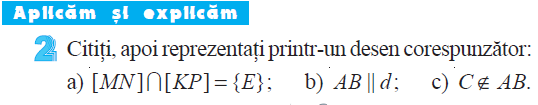 Aplicăm și explicăm
2 Citiți, apoi reprezentați printr-un desen corespunzător:
a) [MN]∩[KP] = {E}; b) AB ∥ d; c) C ∉ AB.